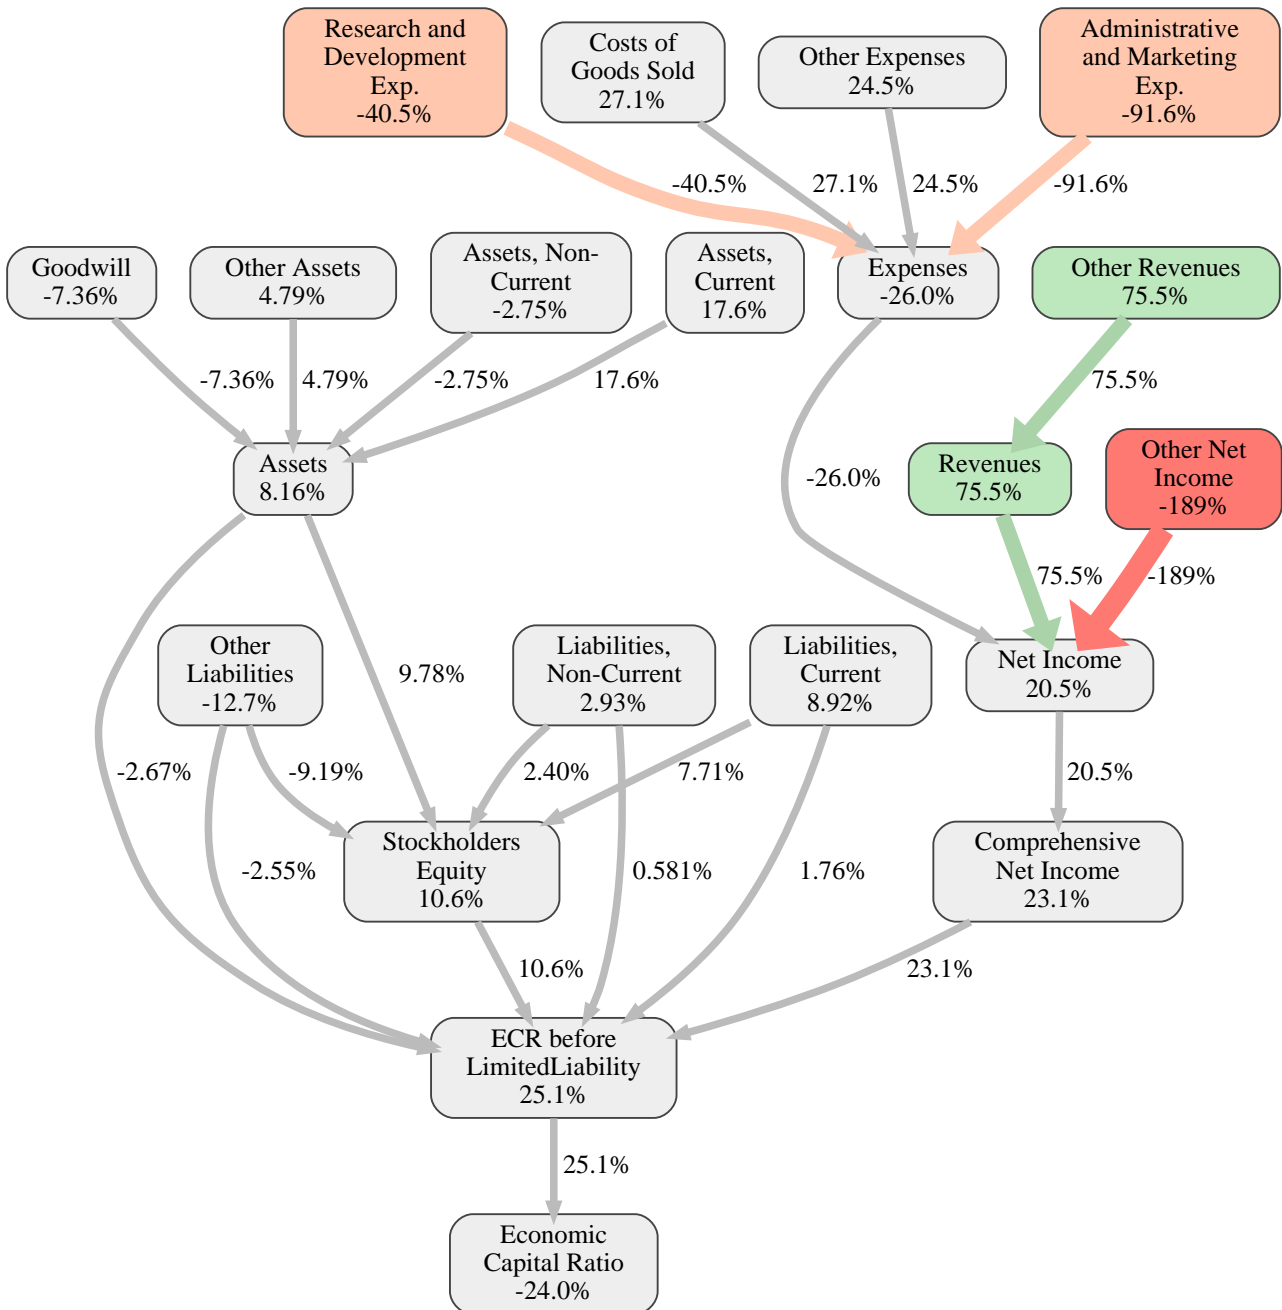 Research and
Development
Exp.
-40.5%
Costs of
Goods Sold
27.1%
Other Expenses
24.5%
Administrative
and Marketing
Exp.
-91.6%
-40.5%
27.1%
24.5%
-91.6%
Goodwill
-7.36%
Other Assets
4.79%
Assets, Non-
Current
-2.75%
Assets,
Current
17.6%
Expenses
-26.0%
Other Revenues
75.5%
-7.36%
4.79%
-2.75%
17.6%
75.5%
Assets
8.16%
-26.0%
Revenues
75.5%
Other Net
Income
-189%
75.5%
-189%
Other
Liabilities
-12.7%
9.78%
Liabilities,
Non-Current
2.93%
Liabilities,
Current
8.92%
Net Income
20.5%
-2.67%
-9.19%
2.40%
7.71%
20.5%
Stockholders
Equity
10.6%
-2.55%
0.581%
1.76%
Comprehensive
Net Income
23.1%
10.6%
23.1%
ECR before
LimitedLiability
25.1%
25.1%
Economic
Capital Ratio
-24.0%